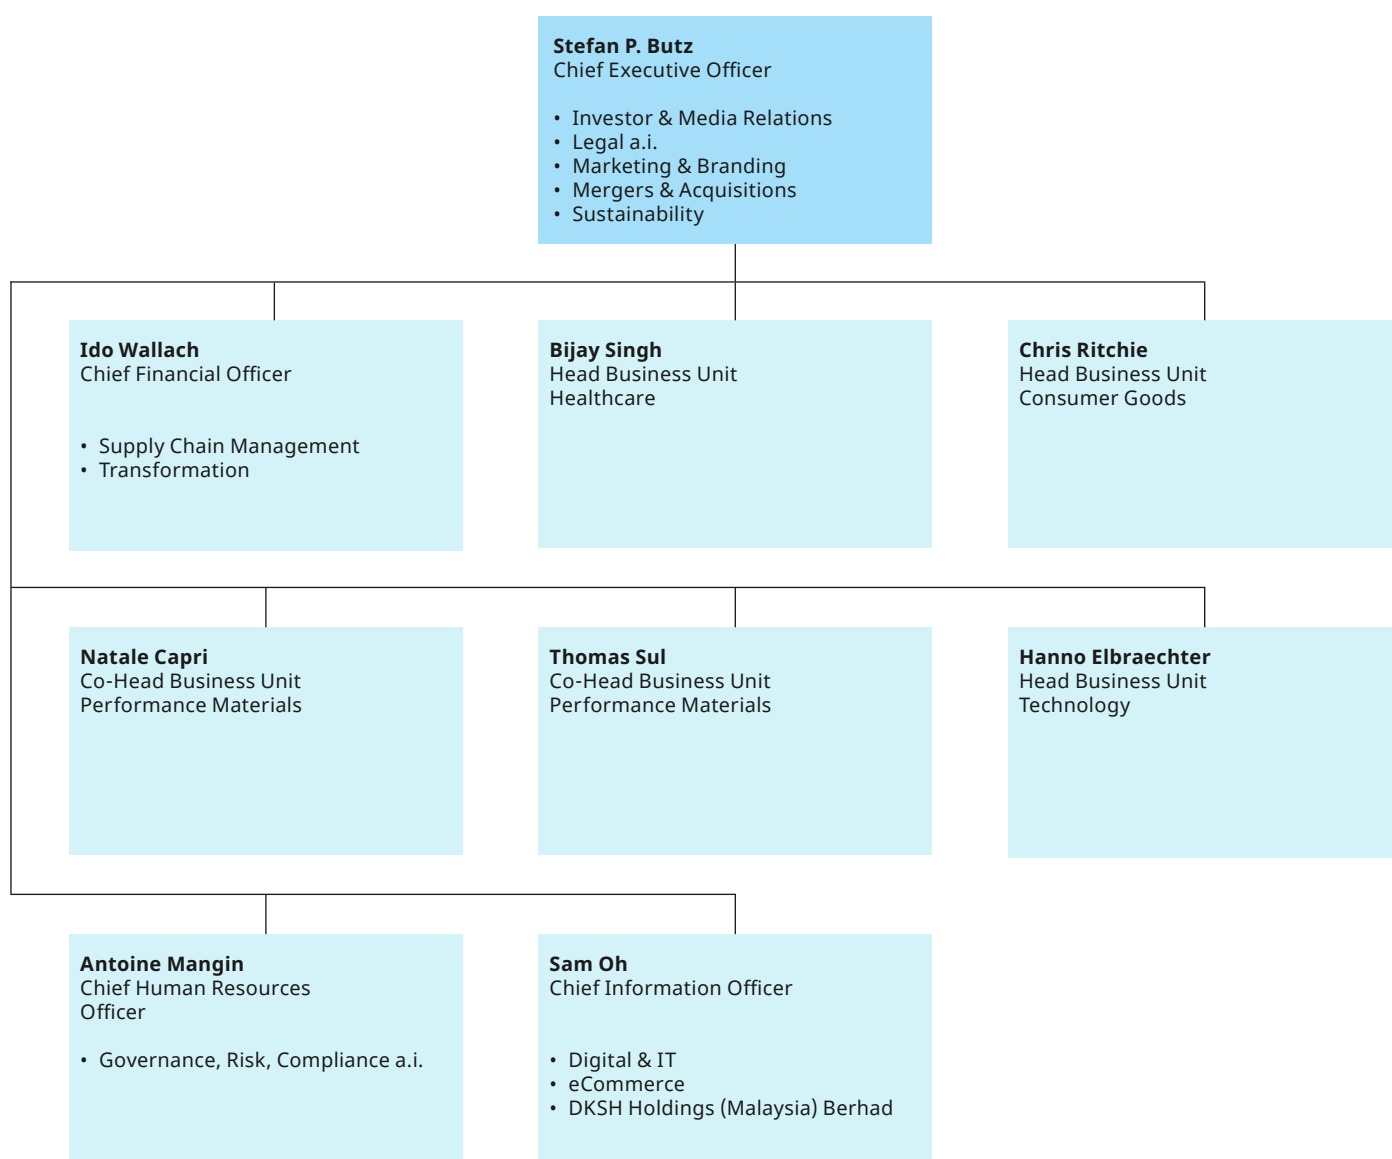 Stefan P. Butz
Chief Executive Officer
• Investor & Media Relations
• Legal a.i.
• Marketing & Branding
• Mergers & Acquisitions
• Sustainability
Ido Wallach
Chief Financial Officer
• Supply Chain Management
• Transformation
Bijay Singh
Head Business Unit
Healthcare
Chris Ritchie
Head Business Unit
Consumer Goods
Natale Capri
Co-Head Business Unit
Performance Materials
Thomas Sul
Co-Head Business Unit
Performance Materials
Hanno Elbraechter
Head Business Unit
Technology
Antoine Mangin
Chief Human Resources
Officer
• Governance, Risk, Compliance a.i.
Sam Oh
Chief Information Officer
• Digital & IT
• eCommerce
• DKSH Holdings (Malaysia) Berhad